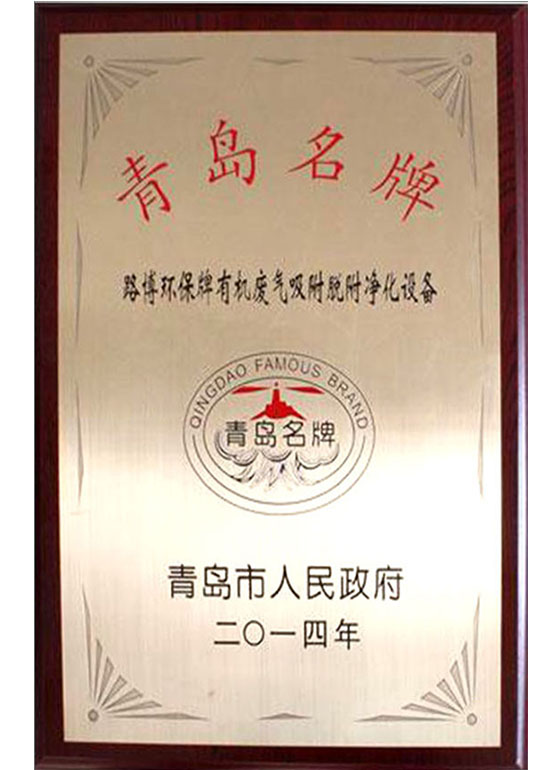 青岛名牌
路博环保牌有机废气吸附脱附净化设备
QINGDAO FAMOUS BRAND
青岛名牌
青岛市人民政府
二〇一四年